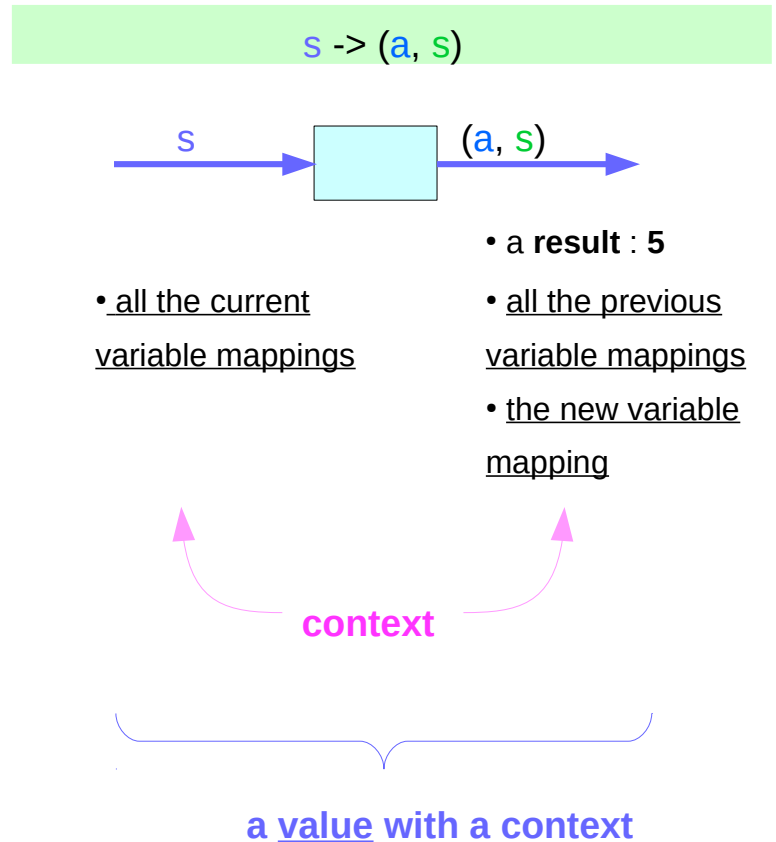 s -> (a, s)
s
(a, s)
• a result : 5
• all the current
variable mappings
• all the previous
variable mappings
• the new variable
mapping
context
a value with a context